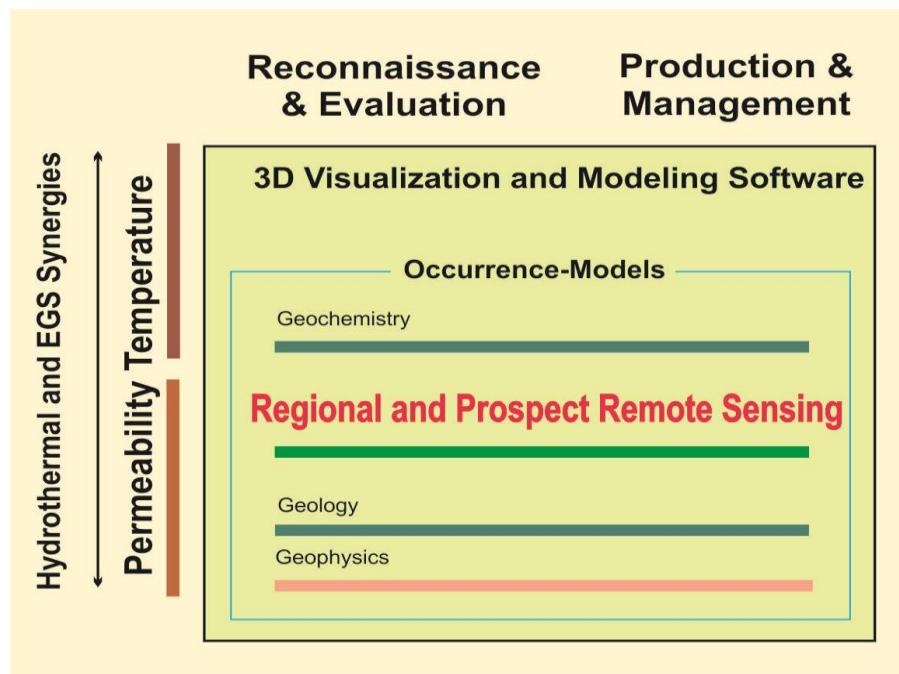 Reconnaissance
& Evaluation
Production &
Management
Hydrothermal and EGS Synergies
Permeability Temperature
3D Visualization and Modeling Software
Occurrence-Models
Geochemistry
Regional and Prospect Remote Sensing
Geology
Geophysics